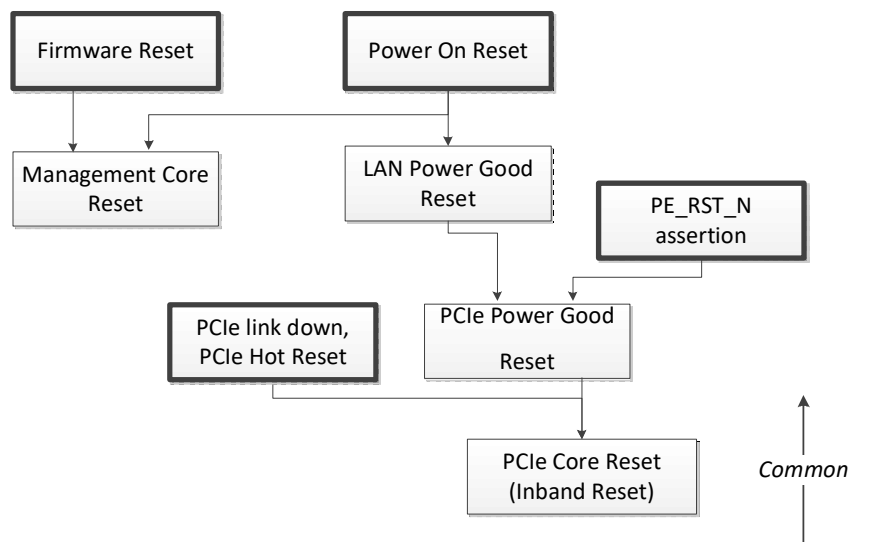 Firmware Reset
Power On Reset
Management Core
Reset
LAN Power Good
Reset
PE_RST_N
assertion
PCIe link down,
PCIe Hot Reset
PCIe Power Good
Reset
PCIe Core Reset
(Inband Reset)
Common